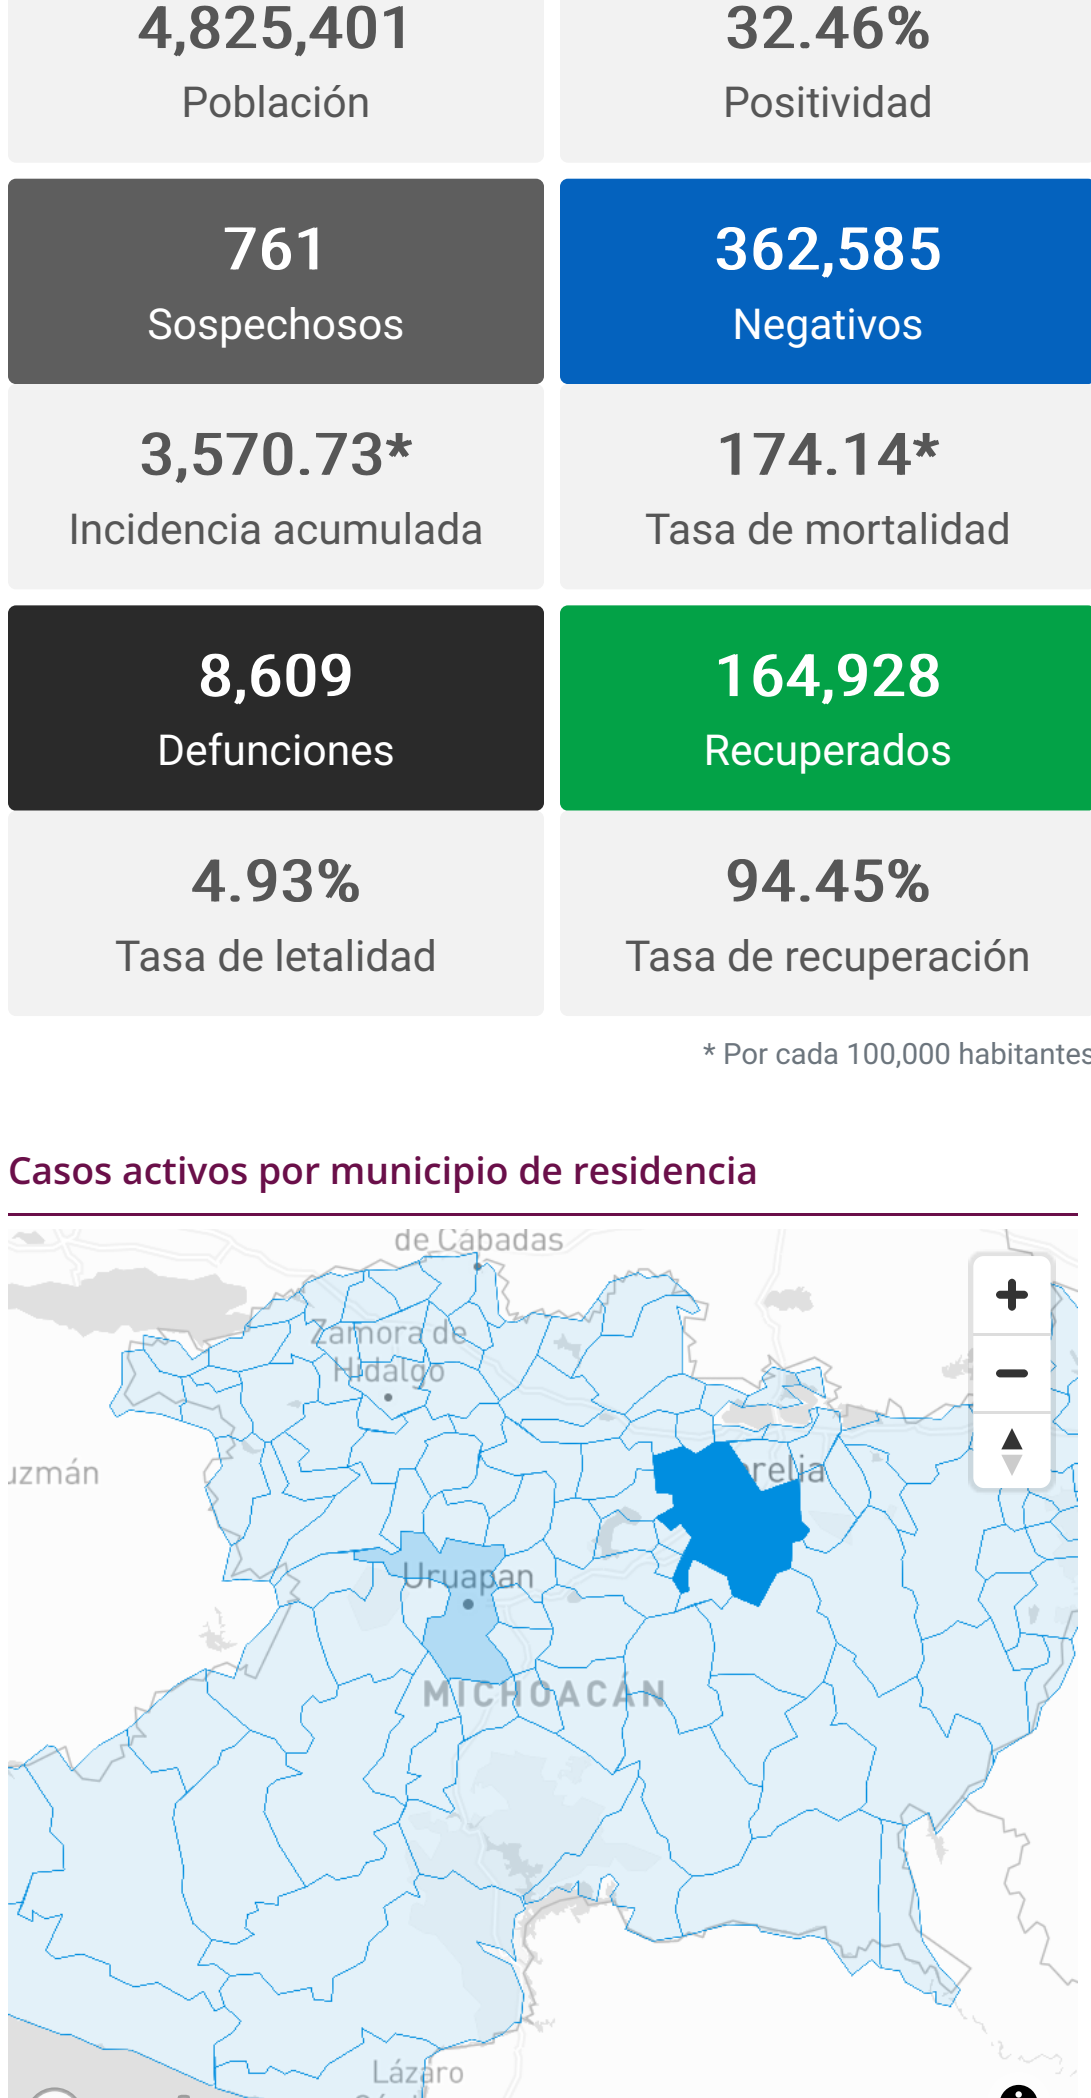 4,825,401
Población
32.46%
Positividad
761
Sospechosos
362,585
Negativos
3,570.73*
Incidencia acumulada
174.14*
Tasa de mortalidad
8,609
Defunciones
164,928
Recuperados
4.93%
Tasa de letalidad
94.45%
Tasa de recuperación
* Por cada 100,000 habitantes
Casos activos por municipio de residencia
de Cábadas
Zamora de
Hidalgo
uzmán
relia
Uruapan
MICHOACÁN
Lázaro